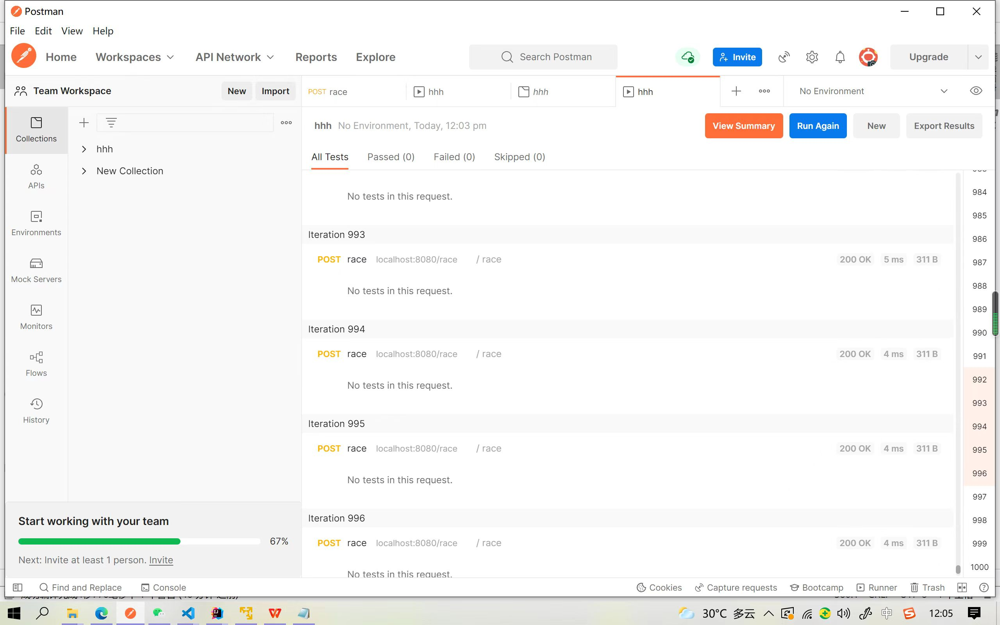 Postman
File Edit View Help
Home Workspaces API Network Reports Explore Search Postman Invite Upgrade
Team Workspace New Import POST race hhh hhh hhh No Environment
Collections
APIs
Environments
Mock Servers
Monitors
Flows
History
hhh
New Collection
hhh No Environment, Today, 12:03 pm View Summary Run Again New Export Results
All Tests Passed (0) Failed (0) Skipped (0)
No tests in this request.
Iteration 993
POST race localhost:8080/race / race 200 OK 5 ms 311 B
No tests in this request.
Iteration 994
POST race localhost:8080/race / race 200 OK 4 ms 311 B
No tests in this request.
Iteration 995
POST race localhost:8080/race / race 200 OK 4 ms 311 B
No tests in this request.
Iteration 996
POST race localhost:8080/race / race 200 OK 4 ms 311 B
No tests in this request.
984
985
986
987
988
989
990
991
992
993
994
995
996
997
998
999
1000
Start working with your team
67%
Next: Invite at least 1 person. Invite
Find and Replace Console Cookies Capture requests Bootcamp Runner Trash
30°C 多云 中 12:05